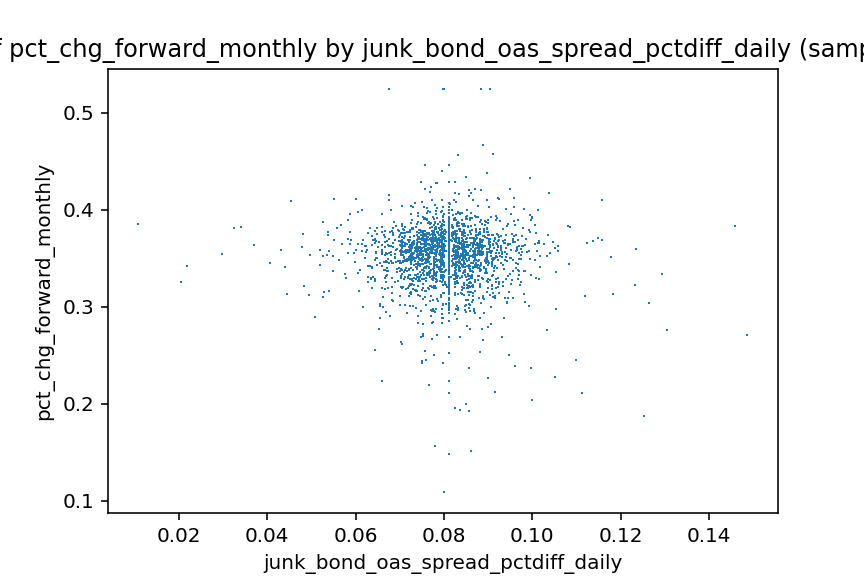 pct_chg_forward_monthly by junk_bond_oas_spread_pctdiff_daily
0.5
0.4
0.3
0.2
0.1
pct_chg_forward_monthly
0.02 0.04 0.06 0.08 0.10 0.12 0.14
junk_bond_oas_spread_pctdiff_daily